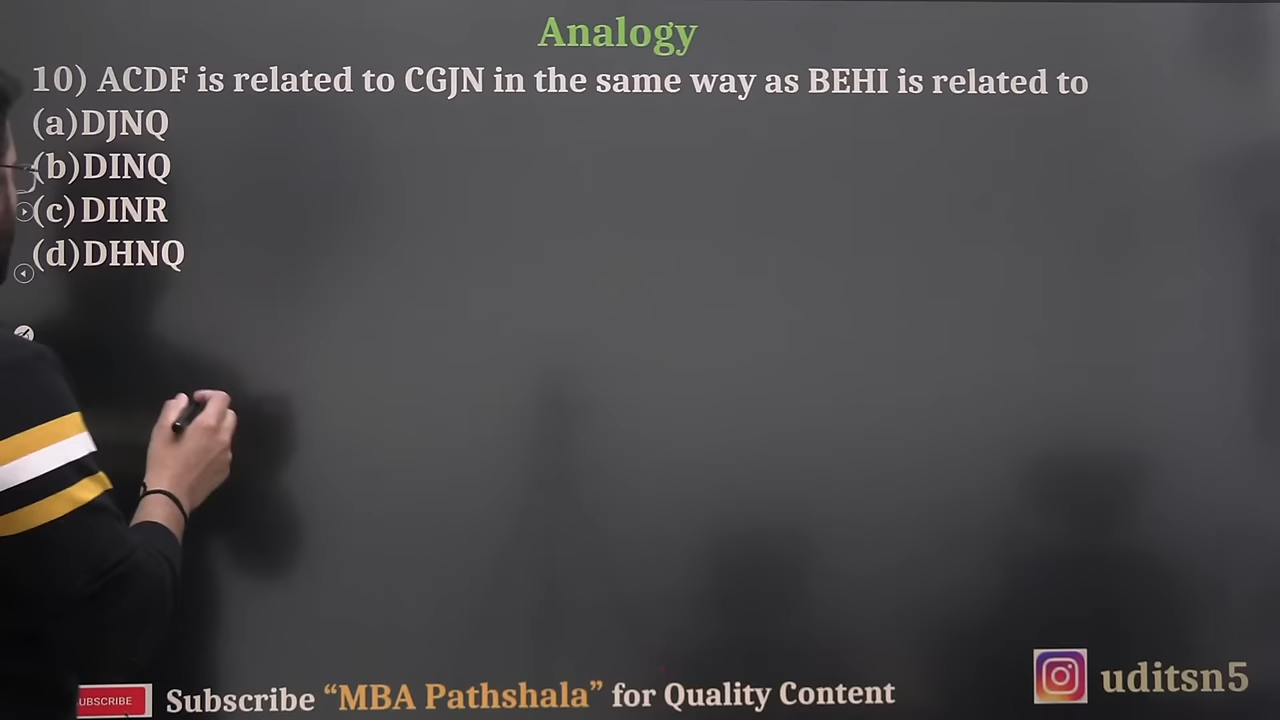 Analogy
10) ACDF is related to CGJN in the same way as BEHI is related to
(a)DJNQ
(b)DINQ
(c) DINR
(d)DHNQ
UBSCRIBE Subscribe “MBA Pathshala” for Quality Content
uditsn5